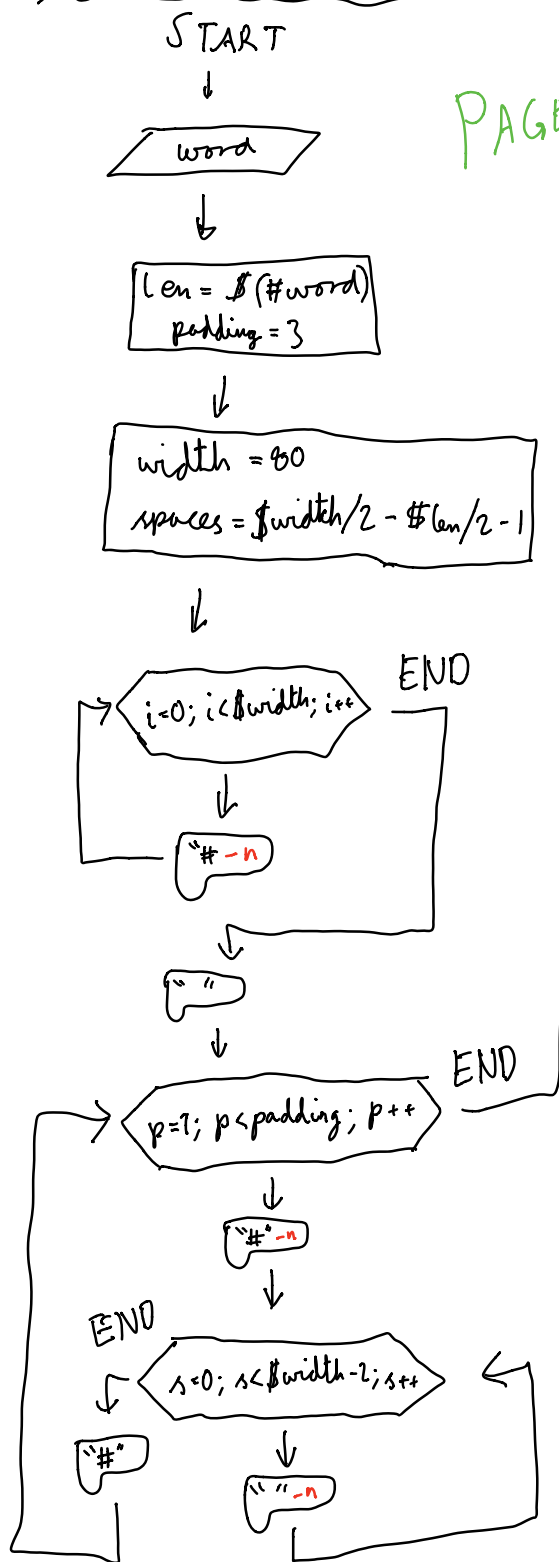 START
PAGE
word
len = $(#word)
padding = 3
width = 80
spaces = $width/2 - $len/2 - 1
i=0; i<$width; i++
END
"# -n
" "
END
p=1; p<padding; p++
"#" -n
END
s=0; s<$width-2; s++
"#"
" " -n